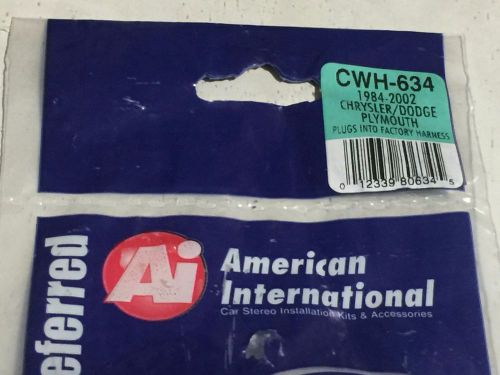 CWH-634
1984-2002
CHRYSLER/DODGE
PLYMOUTH
PLUGS INTO FACTORY HARNESS
0 12339 80634 5
Ai
American
International
Car Stereo Installation Kits & Accessories
eferred